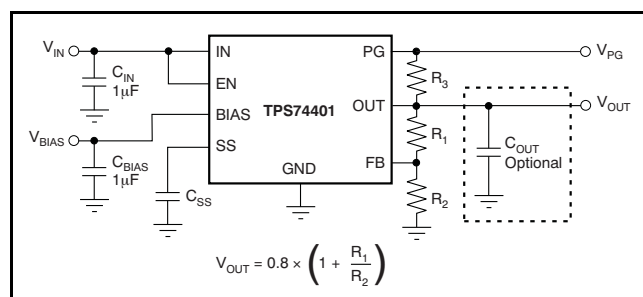 V_IN
C_IN
1μF
V_BIAS
C_BIAS
1μF
C_SS
IN
EN
BIAS
SS
TPS74401
GND
PG
OUT
FB
R_3
R_1
R_2
V_PG
V_OUT
C_OUT
Optional
V_OUT = 0.8 × (1 + R_1/R_2)